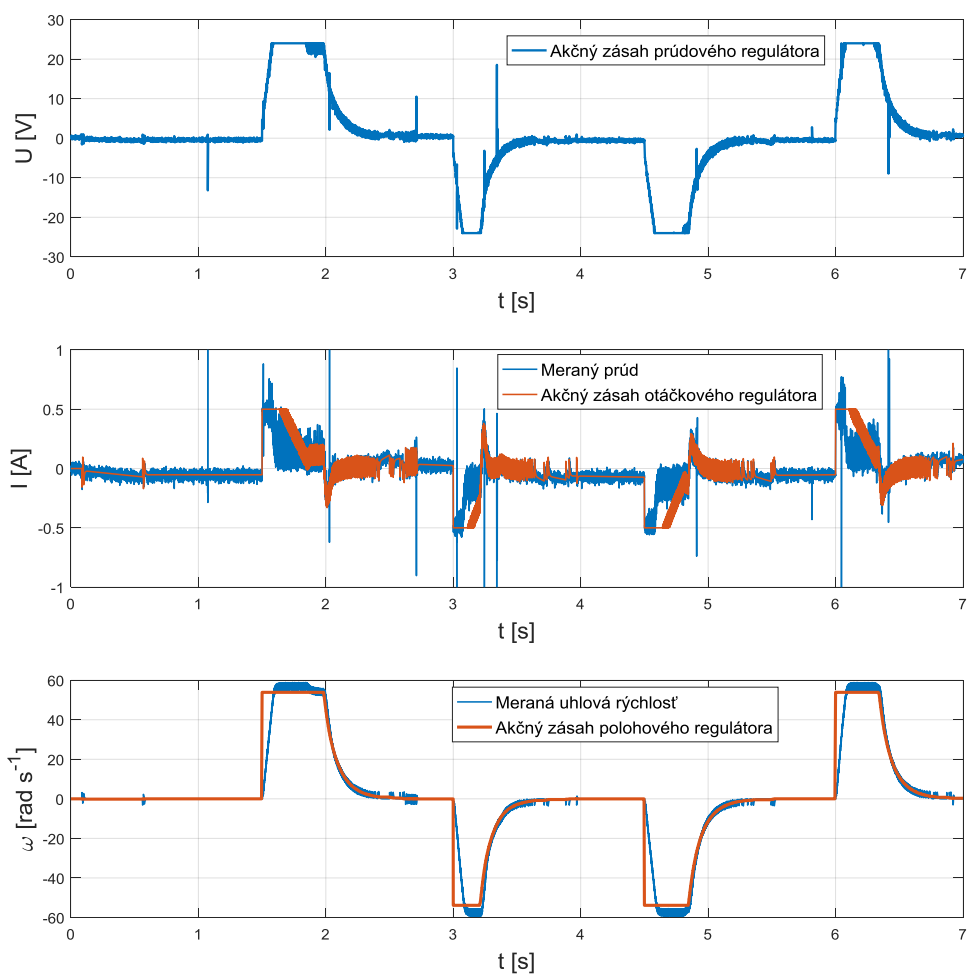 30
20
10
0
-10
-20
-30
U [V]
Akčný zásah prúdového regulátora
0 1 2 3 4 5 6 7
t [s]
1
0.5
0
-0.5
-1
I [A]
Meraný prúd
Akčný zásah otáčkového regulátora
0 1 2 3 4 5 6 7
t [s]
60
40
20
0
-20
-40
-60
ω [rad s⁻¹]
Meraná uhlová rýchlosť
Akčný zásah polohového regulátora
0 1 2 3 4 5 6 7
t [s]